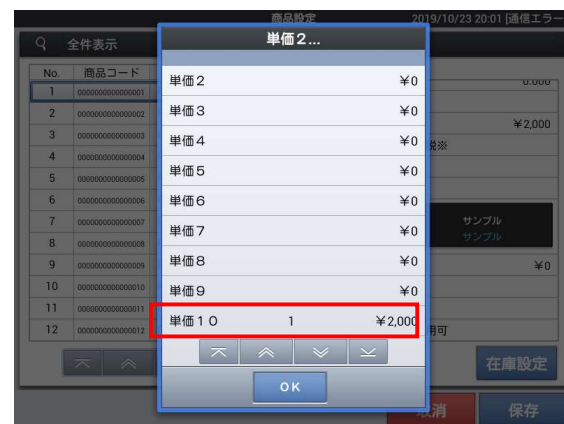 商品設定 2019/10/23 20:01 [通信エラー
全件表示
単価2...
No. 商品コード
1 0000000000000001
2 0000000000000002
3 0000000000000003
4 0000000000000004
5 0000000000000005
6 0000000000000006
7 0000000000000007
8 0000000000000008
9 0000000000000009
10 0000000000000010
11 0000000000000011
12 0000000000000012
単価2 ¥0
単価3 ¥0
単価4 ¥0
単価5 ¥0
単価6 ¥0
単価7 ¥0
単価8 ¥0
単価9 ¥0
単価10 1 ¥2,000
OK
0.000
¥2,000
税※
サンプル
サンプル
¥0
用可
在庫設定
取消
保存